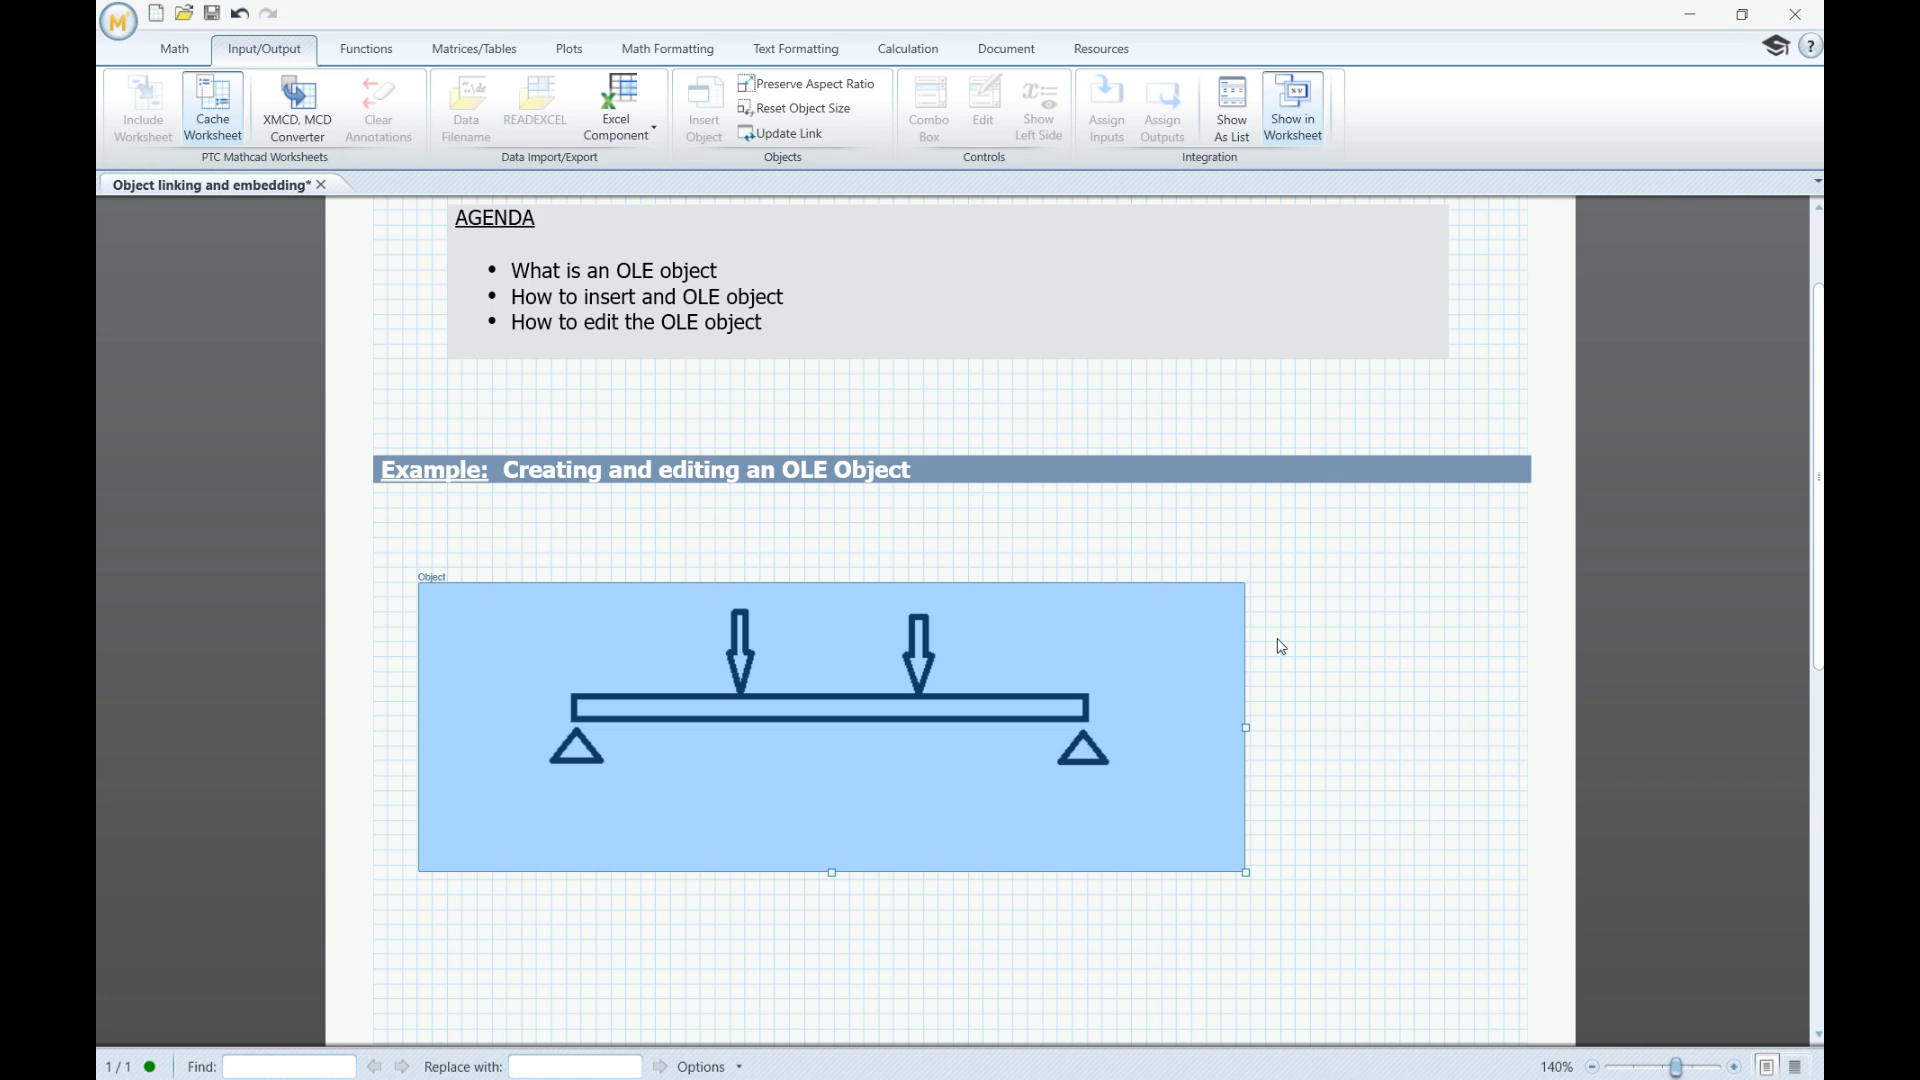 M
Math Input/Output Functions Matrices/Tables Plots Math Formatting Text Formatting Calculation Document Resources
?
Include Worksheet
Cache Worksheet
XMCD, MCD Converter
Clear Annotations
PTC Mathcad Worksheets
Data Filename
READEXCEL
Excel Component
Data Import/Export
Insert Object
Preserve Aspect Ratio
Reset Object Size
Update Link
Objects
Combo Box
Edit
Show Left Side
Controls
Assign Inputs
Assign Outputs
Show As List
Show in Worksheet
Integration
Object linking and embedding*
AGENDA
• What is an OLE object
• How to insert and OLE object
• How to edit the OLE object
Example: Creating and editing an OLE Object
Object
1 / 1 Find: Replace with: Options 140%